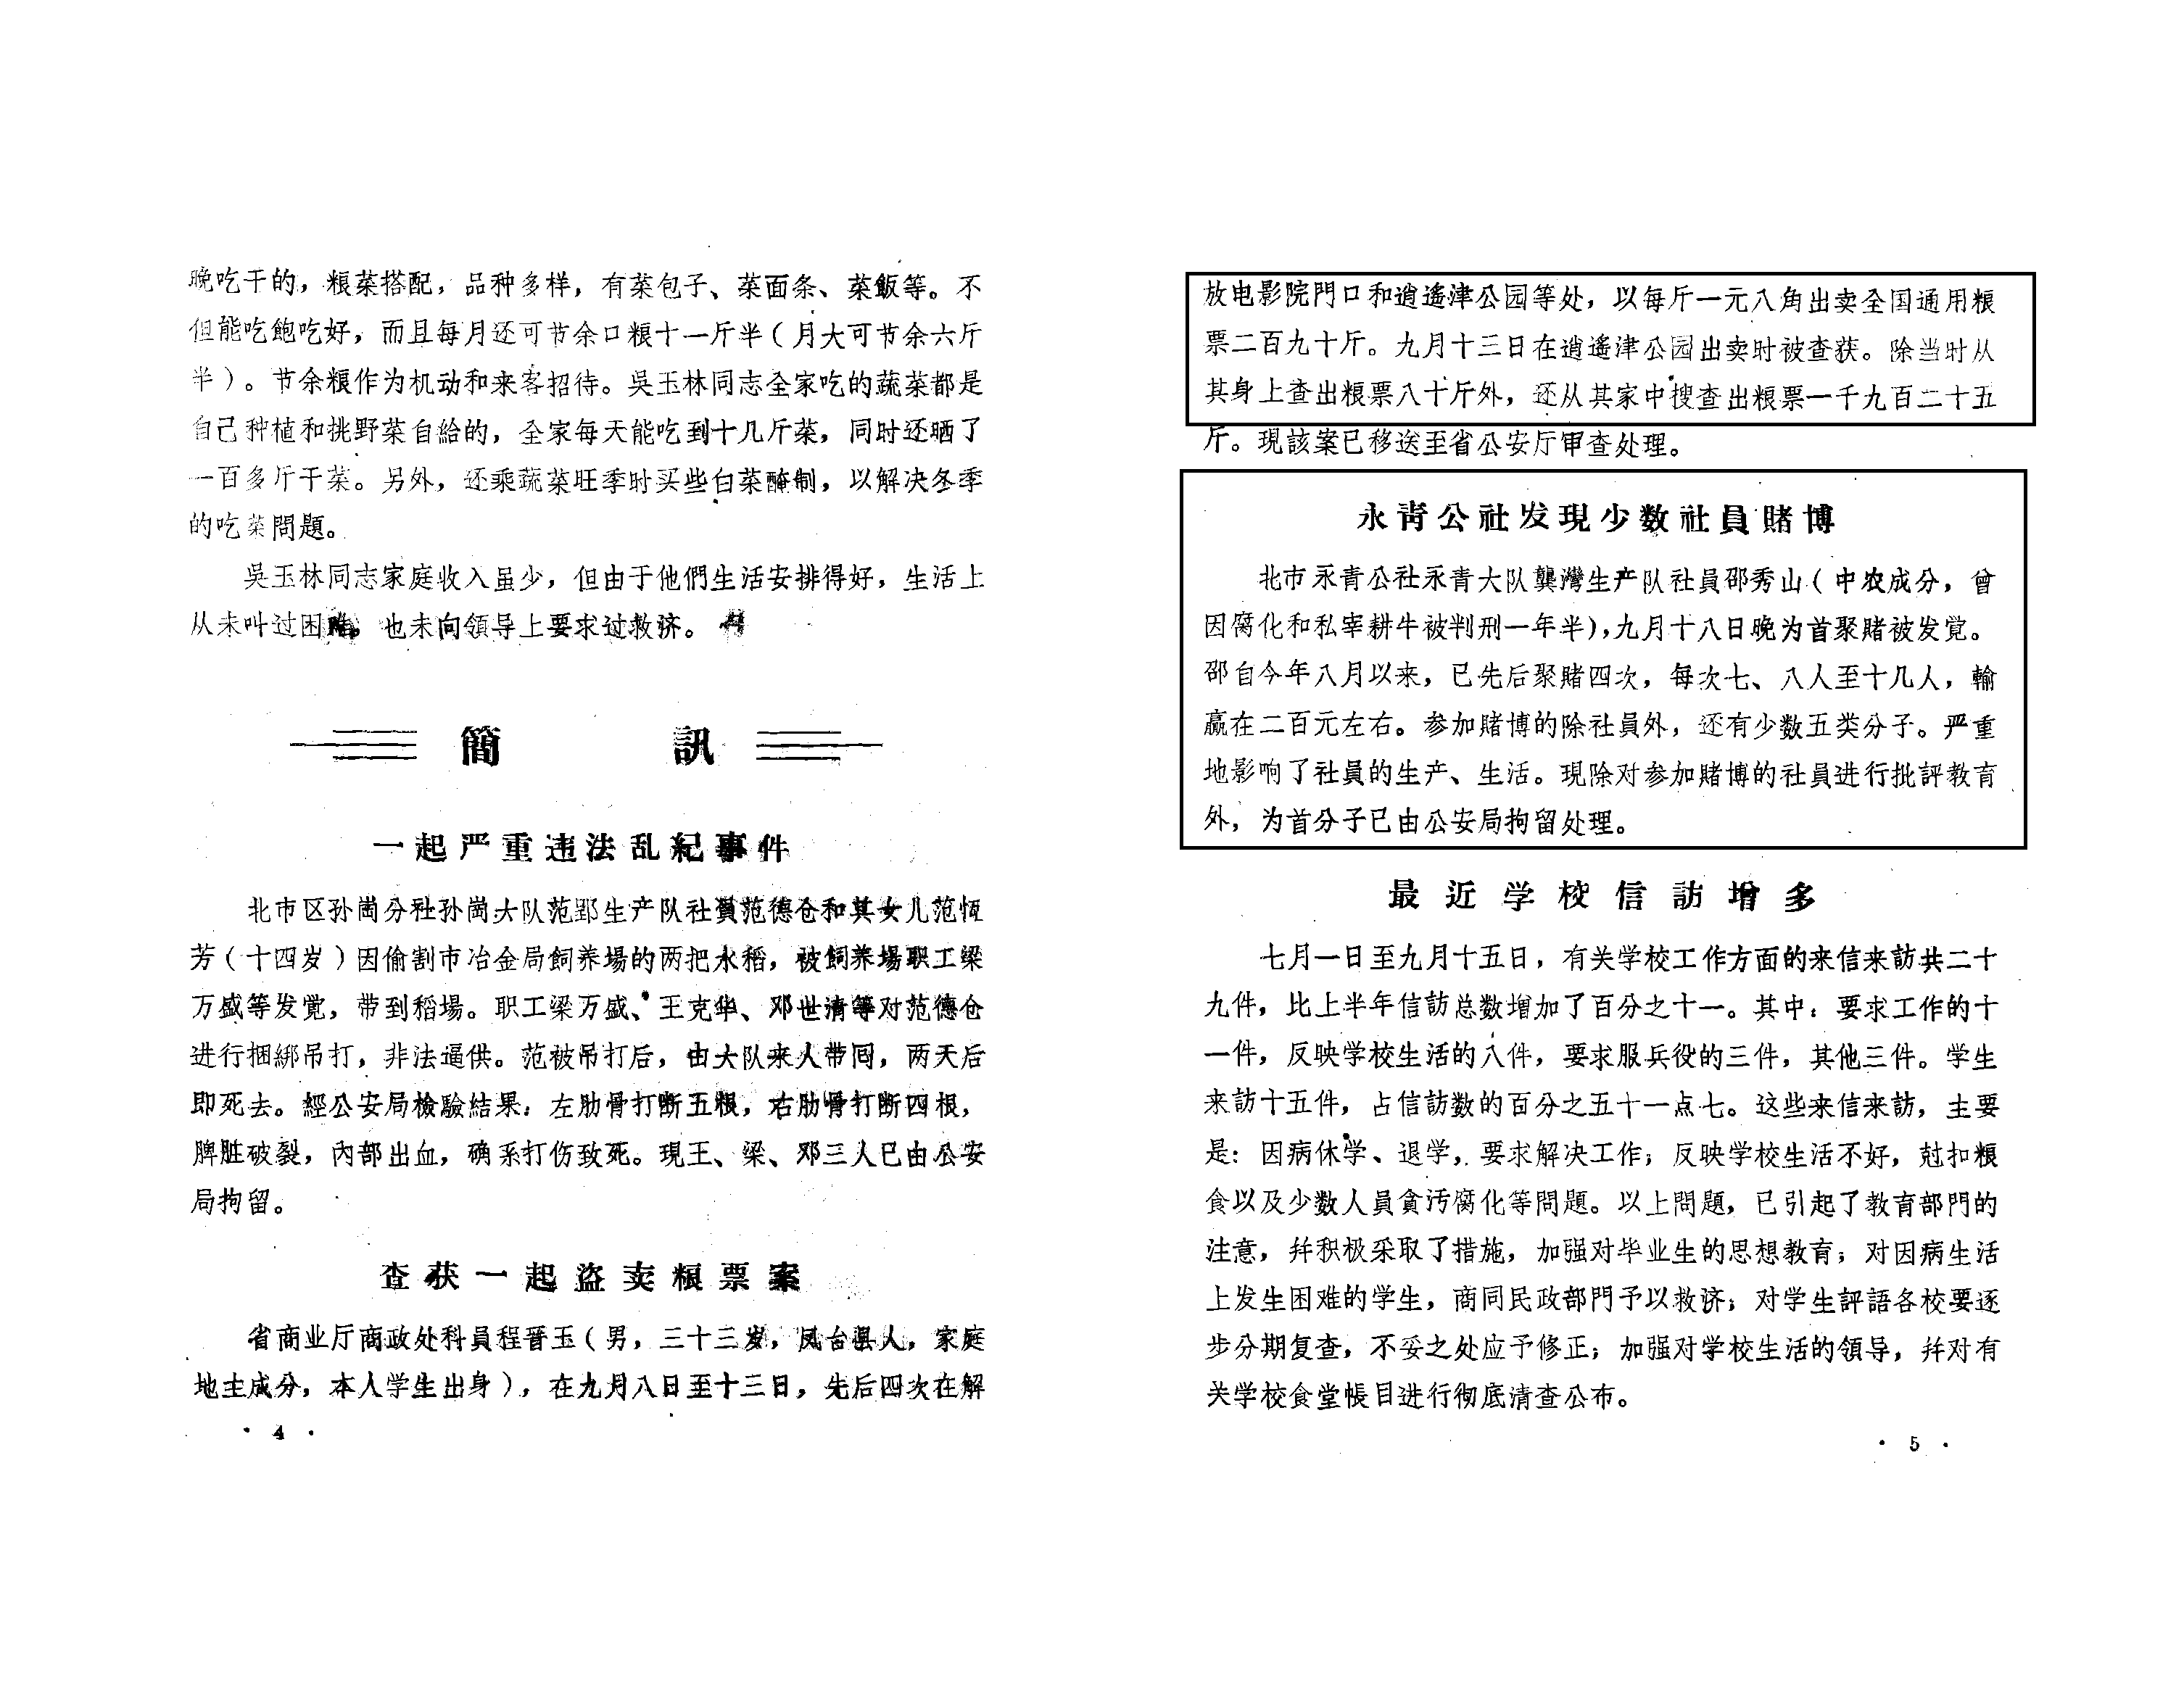 晚吃干的，粮菜搭配，品种多样，有菜包子、菜面条、菜飯等。不
但能吃飽吃好，而且每月还可节余口粮十一斤半（月大可节余六斤
半）。节余粮作为机动和来客招待。吳玉林同志全家吃的蔬菜都是
自己种植和挑野菜自給的，全家每天能吃到十几斤菜，同时还晒了
一百多斤干菜。另外，还乘蔬菜旺季时买些白菜醃制，以解决冬季
的吃菜問題。
吳玉林同志家庭收入虽少，但由于他們生活安排得好，生活上
从未叫过困难。也未向領导上要求过救济。
簡 訊
一起严重违法乱紀事件
北市区孙崗分社孙崗大队范郢生产队社員范德仓和其女儿范恆
芳（十四岁）因偷割市冶金局飼养場的两把水稻，被飼养場职工梁
万盛等发覚，带到稻場。职工梁万盛、王克华、邓世清等对范德仓
进行捆綁吊打，非法逼供。范被吊打后，由大队来人带回，两天后
即死去。經公安局檢驗結果：左肋骨打断五根，右肋骨打断四根，
脾脏破裂，內部出血，确系打伤致死。現王、梁、邓三人已由公安
局拘留。
查获一起盗卖粮票案
省商业厅商政处科員程晋玉（男，三十三岁，凤台县人，家庭
地主成分，本人学生出身），在九月八日至十三日，先后四次在解
· 4 ·
放电影院門口和逍遙津公园等处，以每斤一元八角出卖全国通用粮
票二百九十斤。九月十三日在逍遙津公园出卖时被查获。除当时从
其身上查出粮票八十斤外，还从其家中搜查出粮票一千九百二十五
斤。現該案已移送至省公安厅审查处理。
永青公社发現少数社員賭博
北市永青公社永青大队龔灣生产队社員邵秀山（中农成分，曾
因腐化和私宰耕牛被判刑一年半），九月十八日晚为首聚賭被发覚。
邵自今年八月以来，已先后聚賭四次，每次七、八人至十几人，輸
贏在二百元左右。参加賭博的除社員外，还有少数五类分子。严重
地影响了社員的生产、生活。現除对参加賭博的社員进行批評教育
外，为首分子已由公安局拘留处理。
最近学校信訪增多
七月一日至九月十五日，有关学校工作方面的来信来訪共二十
九件，比上半年信訪总数增加了百分之十一。其中：要求工作的十
一件，反映学校生活的八件，要求服兵役的三件，其他三件。学生
来訪十五件，占信訪数的百分之五十一点七。这些来信来訪，主要
是：因病休学、退学，要求解决工作；反映学校生活不好，尅扣粮
食以及少数人員貪污腐化等問題。以上問題，已引起了教育部門的
注意，幷积极采取了措施，加强对毕业生的思想教育；对因病生活
上发生困难的学生，商同民政部門予以救济；对学生評語各校要逐
步分期复查，不妥之处应予修正；加强对学校生活的領导，幷对有
关学校食堂帳目进行彻底清查公布。
· 5 ·